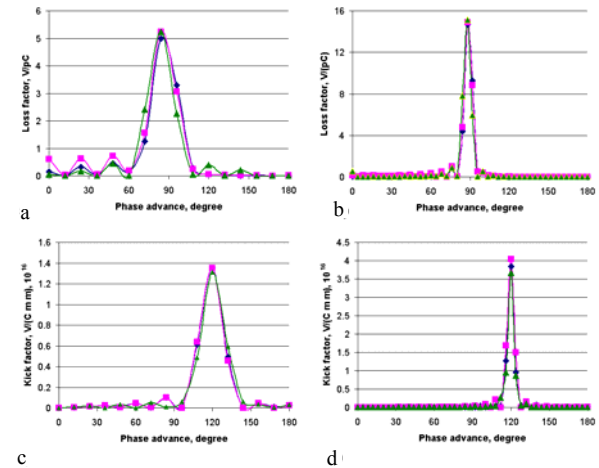 6
5
4
3
2
1
0
Loss factor, V/pC
0 30 60 90 120 150 180
Phase advance, degree
a
16
12
8
4
0
Loss factor, V/(pC)
0 30 60 90 120 150 180
Phase advance, degree
b
1.6
1.4
1.2
1
0.8
0.6
0.4
0.2
0
Kick factor, V/(C m m), 10^16
0 30 60 90 120 150 180
Phase advance, degree
c
4.5
4
3.5
3
2.5
2
1.5
1
0.5
0
Kick factor, V/(C m m), 10^16
0 30 60 90 120 150 180
Phase advance, degree
d